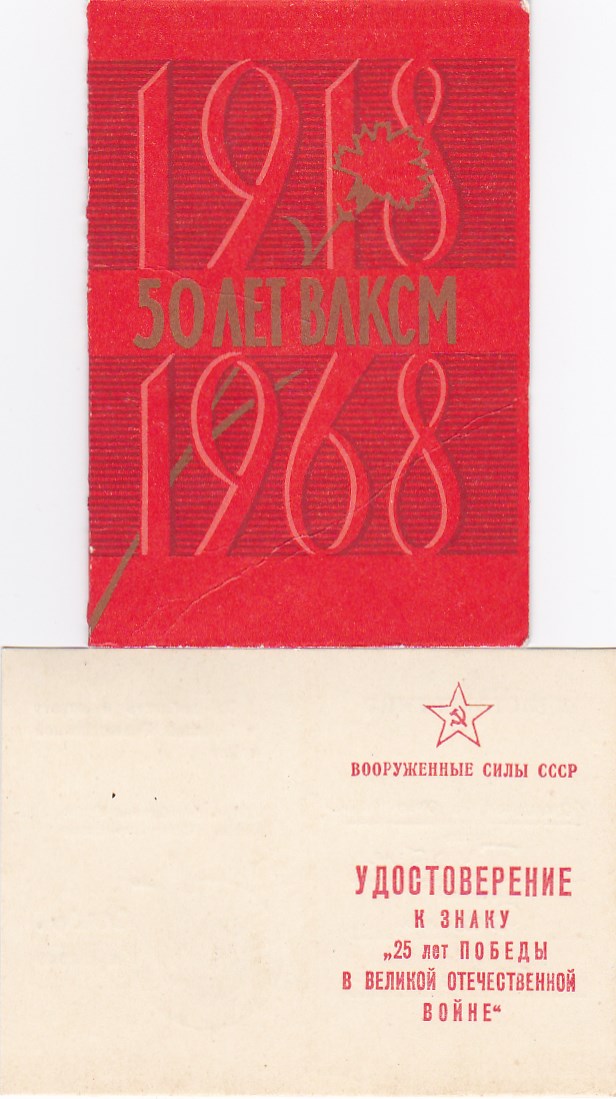 1918
50 ЛЕТ ВЛКСМ
1968
ВООРУЖЕННЫЕ СИЛЫ СССР
УДОСТОВЕРЕНИЕ
К ЗНАКУ
„25 лет ПОБЕДЫ
В ВЕЛИКОЙ ОТЕЧЕСТВЕННОЙ
ВОЙНЕ“